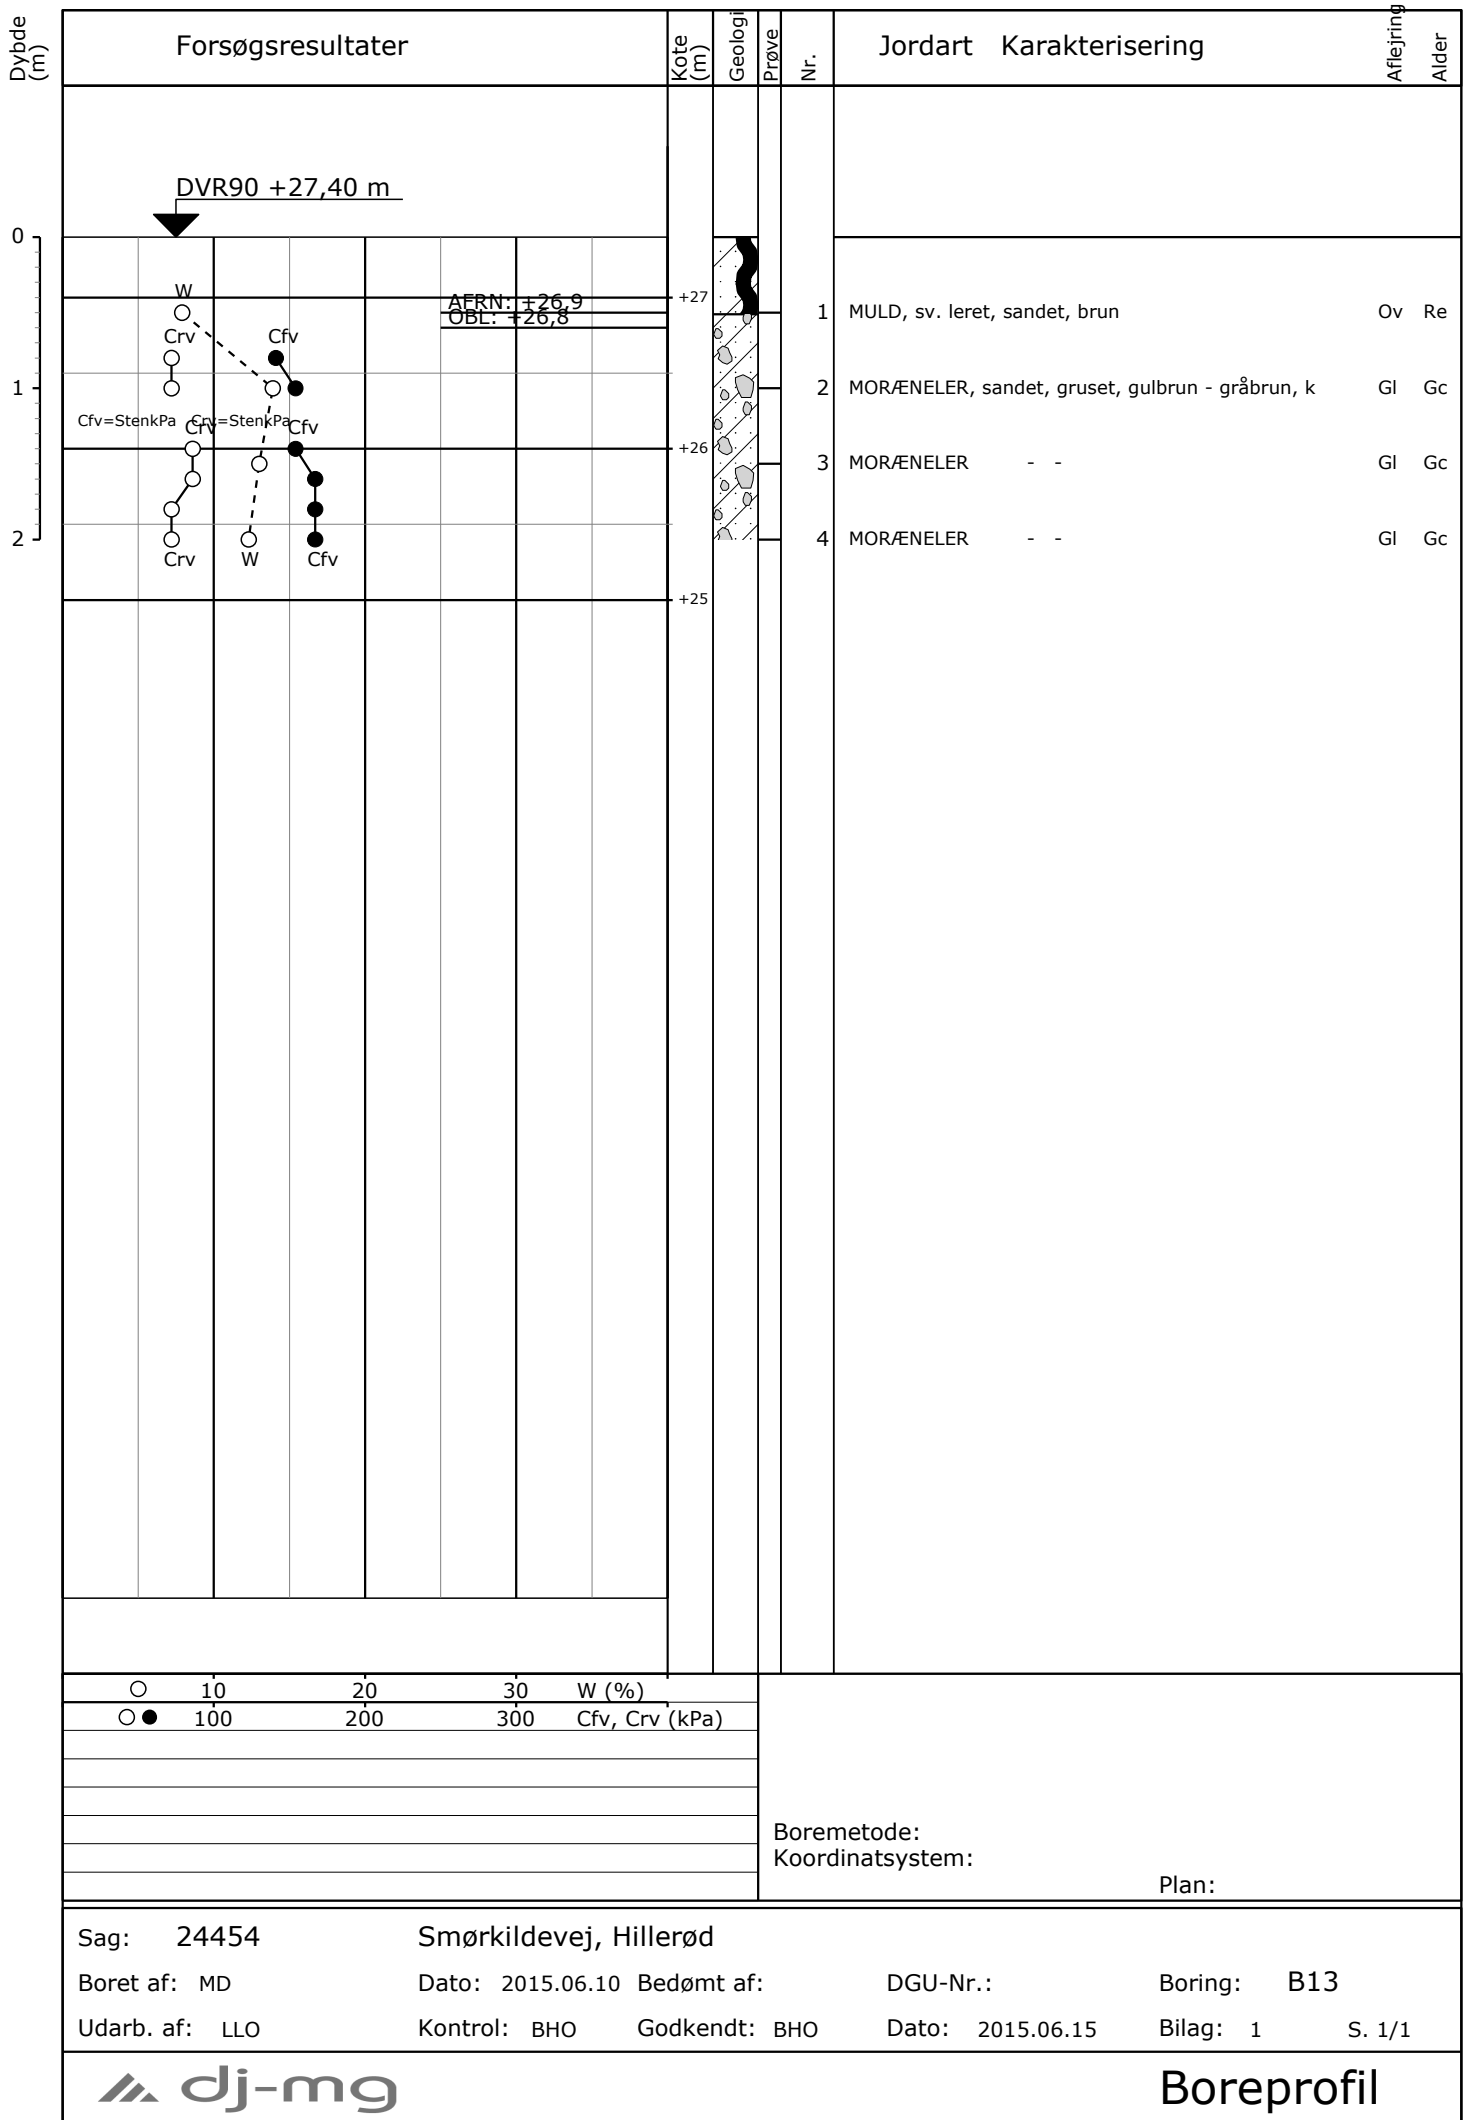 Dybde (m) Forsøgsresultater Kote (m) Geologi Prøve Nr. Jordart Karakterisering Aflejring Alder
DVR90 +27,40 m
0
W
+27
AFRN: +26,9
OBL: +26,8
1 MULD, sv. leret, sandet, brun Ov Re
Crv Cfv
1
2 MORÆNELER, sandet, gruset, gulbrun - gråbrun, k Gl Gc
Cfv=StenkPa Crv=StenkPa
Crv Cfv
+26
3 MORÆNELER - - Gl Gc
2
4 MORÆNELER - - Gl Gc
Crv W Cfv
+25
10 20 30 W (%)
100 200 300 Cfv, Crv (kPa)
Boremetode:
Koordinatsystem:
Plan:
Sag: 24454 Smørkildevej, Hillerød
Boret af: MD Dato: 2015.06.10 Bedømt af: DGU-Nr.: Boring: B13
Udarb. af: LLO Kontrol: BHO Godkendt: BHO Dato: 2015.06.15 Bilag: 1 S. 1/1
dj-mg Boreprofil